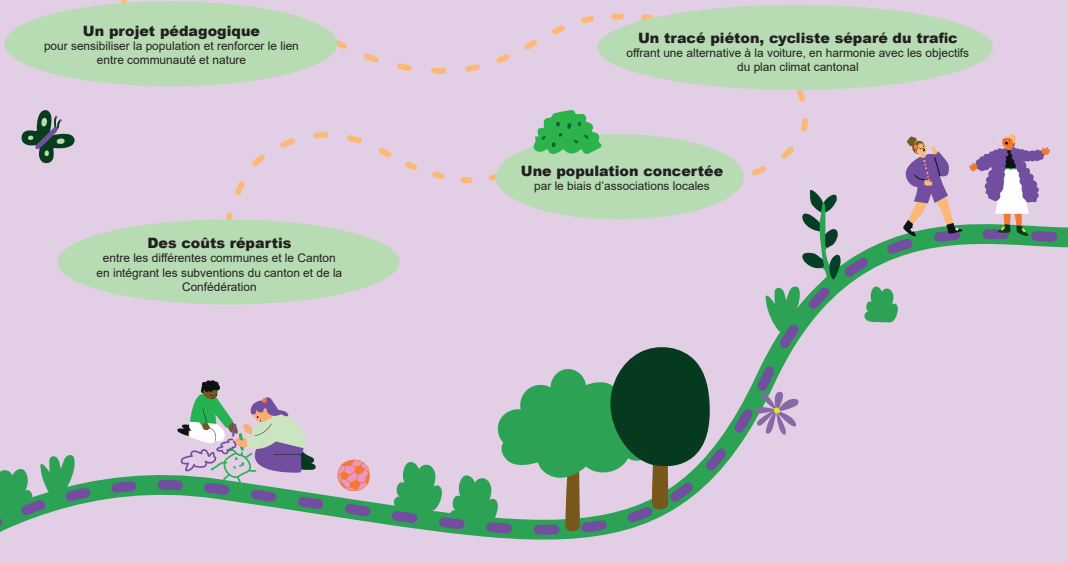 Un projet pédagogique
pour sensibiliser la population et renforcer le lien
entre communauté et nature
Un tracé piéton, cycliste séparé du trafic
offrant une alternative à la voiture, en harmonie avec les objectifs
du plan climat cantonal
Une population concertée
par le biais d'associations locales
Des coûts répartis
entre les différentes communes et le Canton
en intégrant les subventions du canton et de la
Confédération